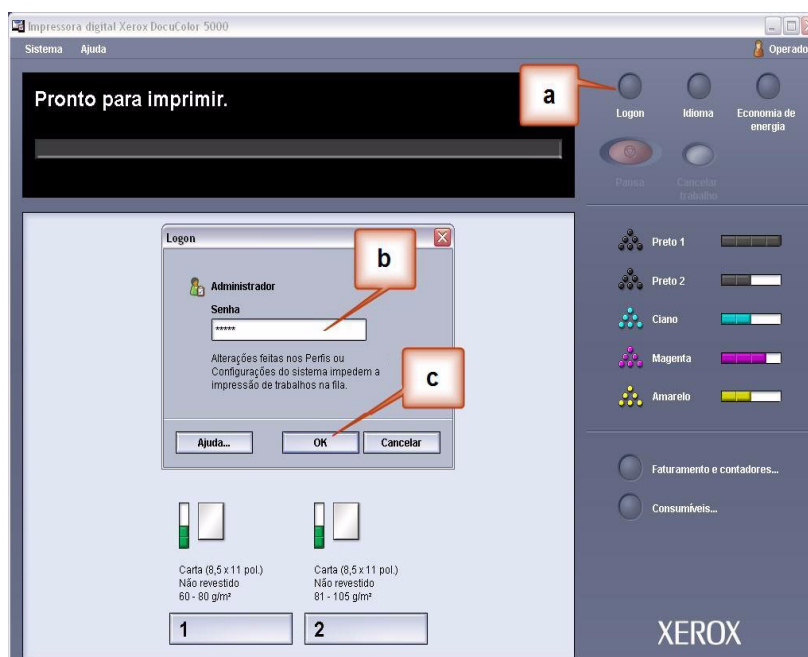 Impressora digital Xerox DocuColor 5000
Sistema Ajuda
Operado
Pronto para imprimir.
a
Logon
Idioma
Economia de
energia
Pausa
Cancelar
trabalho
Logon
b
Administrador
Senha
*****
Alterações feitas nos Perfis ou
Configurações do sistema impedem a
impressão de trabalhos na fila.
c
Ajuda...
OK
Cancelar
Preto 1
Preto 2
Ciano
Magenta
Amarelo
Faturamento e contadores...
Consumíveis...
Carta (8,5 x 11 pol.)
Não revestido
60 - 80 g/m²
1
Carta (8,5 x 11 pol.)
Não revestido
81 - 105 g/m²
2
XEROX